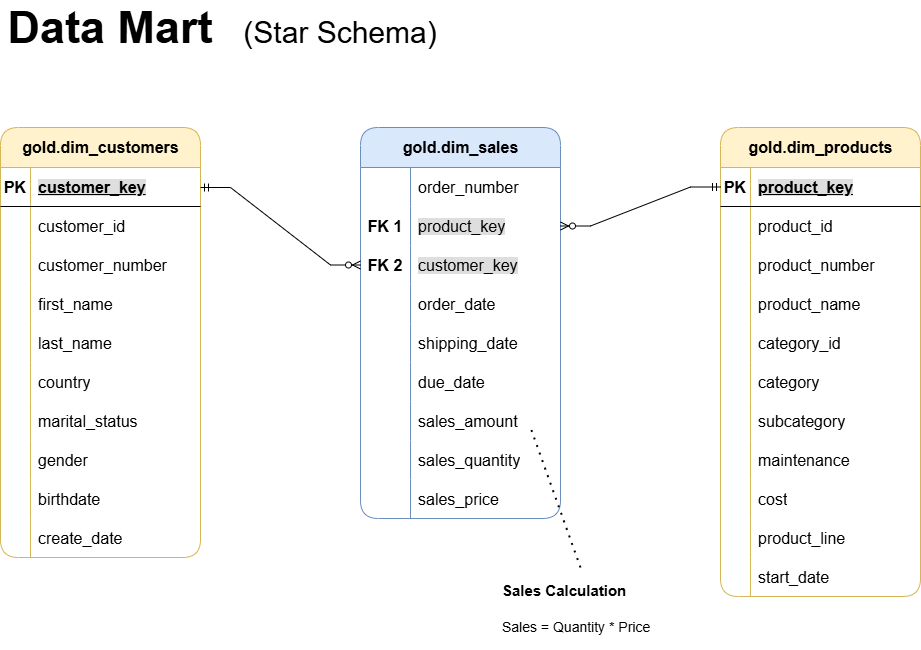 Data Mart (Star Schema)
gold.dim_customers
PK customer_key
customer_id
customer_number
first_name
last_name
country
marital_status
gender
birthdate
create_date
gold.dim_sales
order_number
FK 1 product_key
FK 2 customer_key
order_date
shipping_date
due_date
sales_amount
sales_quantity
sales_price
gold.dim_products
PK product_key
product_id
product_number
product_name
category_id
category
subcategory
maintenance
cost
product_line
start_date
Sales Calculation
Sales = Quantity * Price